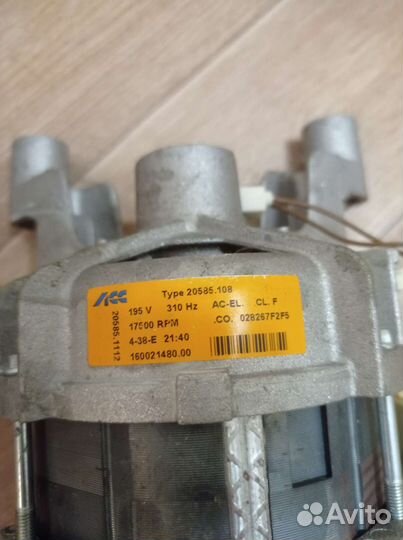 ACC
Type 20585.108
195 V 310 Hz AC-EL. .CL. F
17500 RPM .CO. 028267F2F5
4-38-E 21:40
160021480.00
20585.1112
Avito